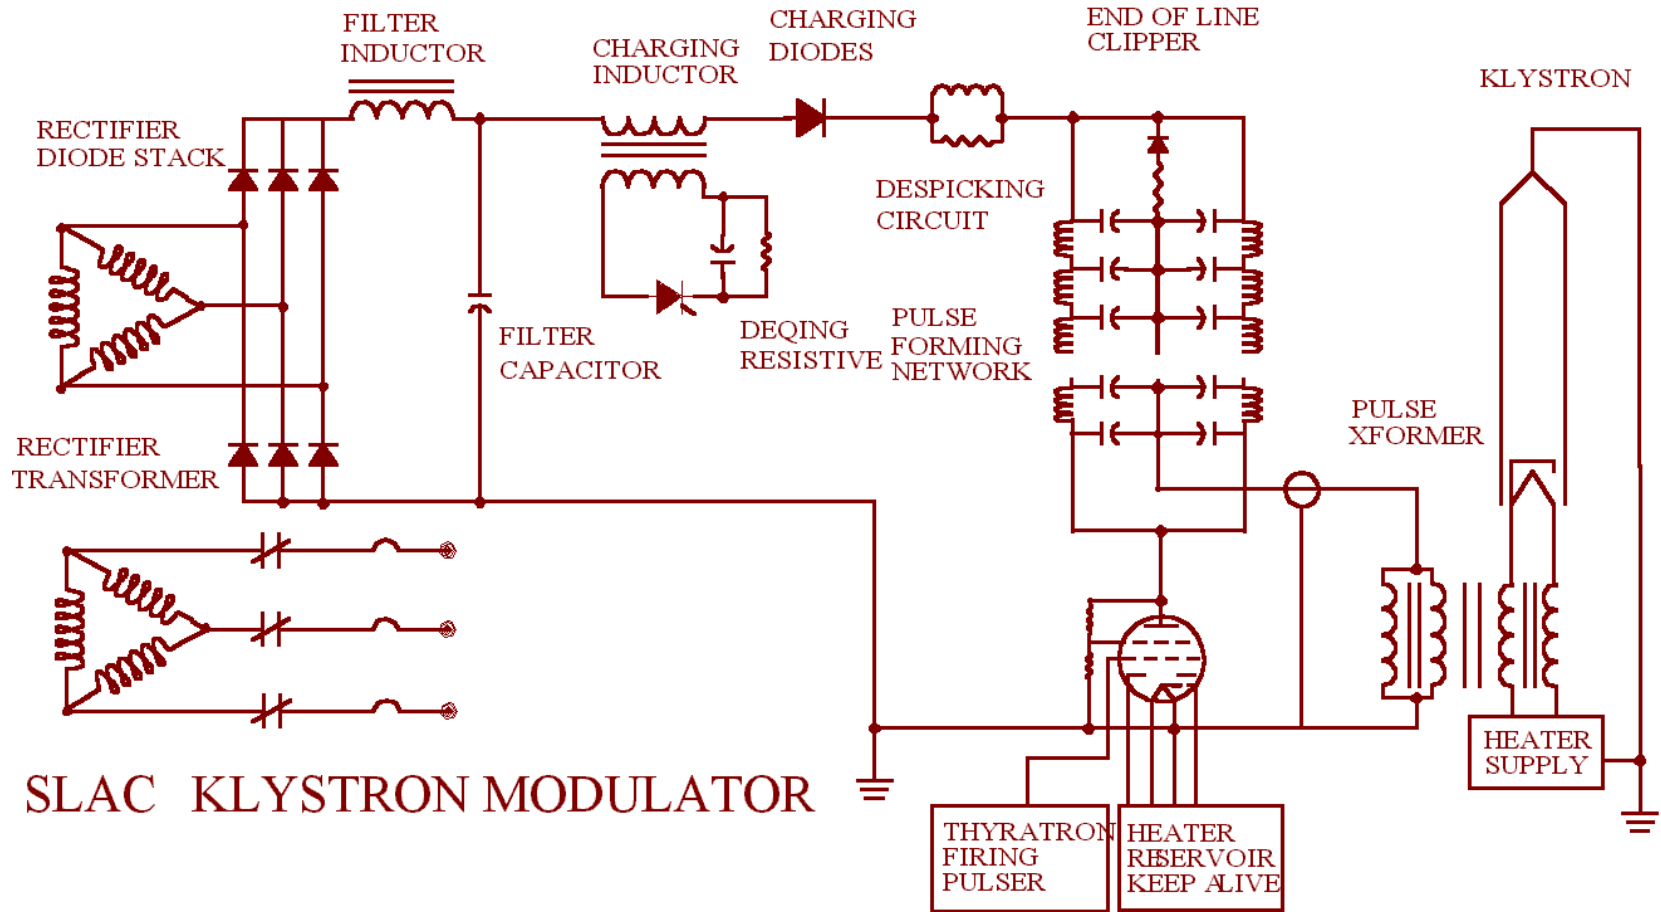 FILTER
INDUCTOR
CHARGING
INDUCTOR
CHARGING
DIODES
END OF LINE
CLIPPER
KLYSTRON
RECTIFIER
DIODE STACK
DESPICKING
CIRCUIT
FILTER
CAPACITOR
DEQING
RESISTIVE
PULSE
FORMING
NETWORK
PULSE
XFORMER
RECTIFIER
TRANSFORMER
HEATER
SUPPLY
SLAC KLYSTRON MODULATOR
THYRATRON
FIRING
PULSER
HEATER
RESERVOIR
KEEP ALIVE